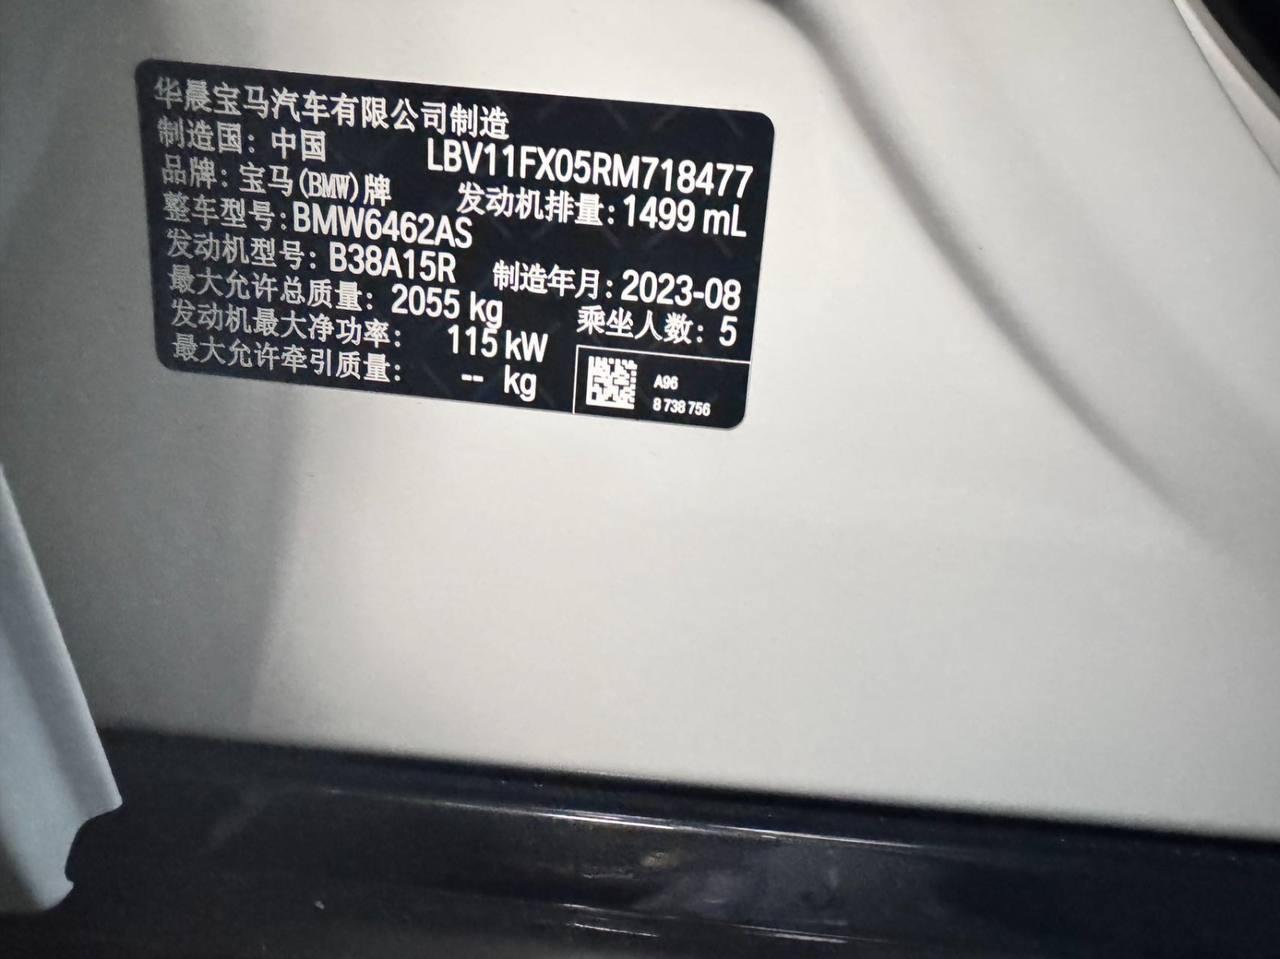 华晨宝马汽车有限公司制造
制造国：中国 LBV11FX05RM718477
品牌：宝马(BMW)牌 发动机排量：1499 mL
整车型号：BMW6462AS
发动机型号：B38A15R 制造年月：2023-08
最大允许总质量：2055 kg 乘坐人数：5
发动机最大净功率：115 kW
最大允许牵引质量：-- kg
A96
8 738 756